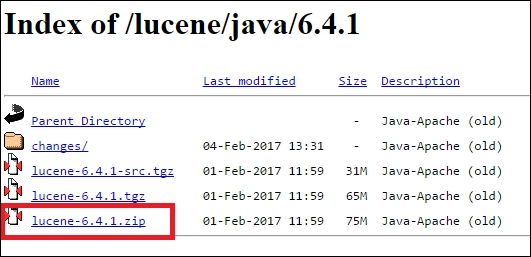 Index of /lucene/java/6.4.1
Name Last modified Size Description
Parent Directory - Java-Apache (old)
changes/ 04-Feb-2017 13:31 - Java-Apache (old)
lucene-6.4.1-src.tgz 01-Feb-2017 11:59 31M Java-Apache (old)
lucene-6.4.1.tgz 01-Feb-2017 11:59 65M Java-Apache (old)
lucene-6.4.1.zip 01-Feb-2017 11:59 75M Java-Apache (old)